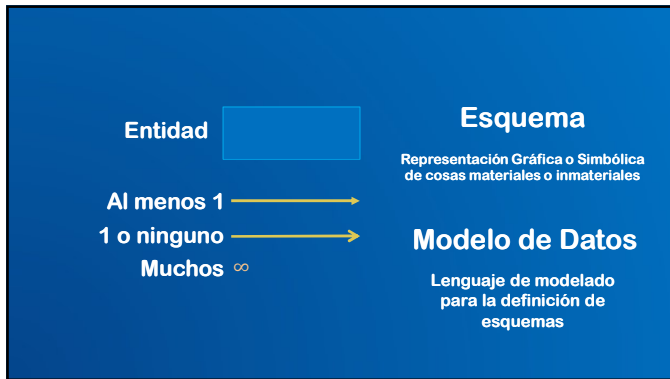 Entidad
Al menos 1
1 o ninguno
Muchos ∞
Esquema
Representación Gráfica o Simbólica
de cosas materiales o inmateriales
Modelo de Datos
Lenguaje de modelado
para la definición de
esquemas